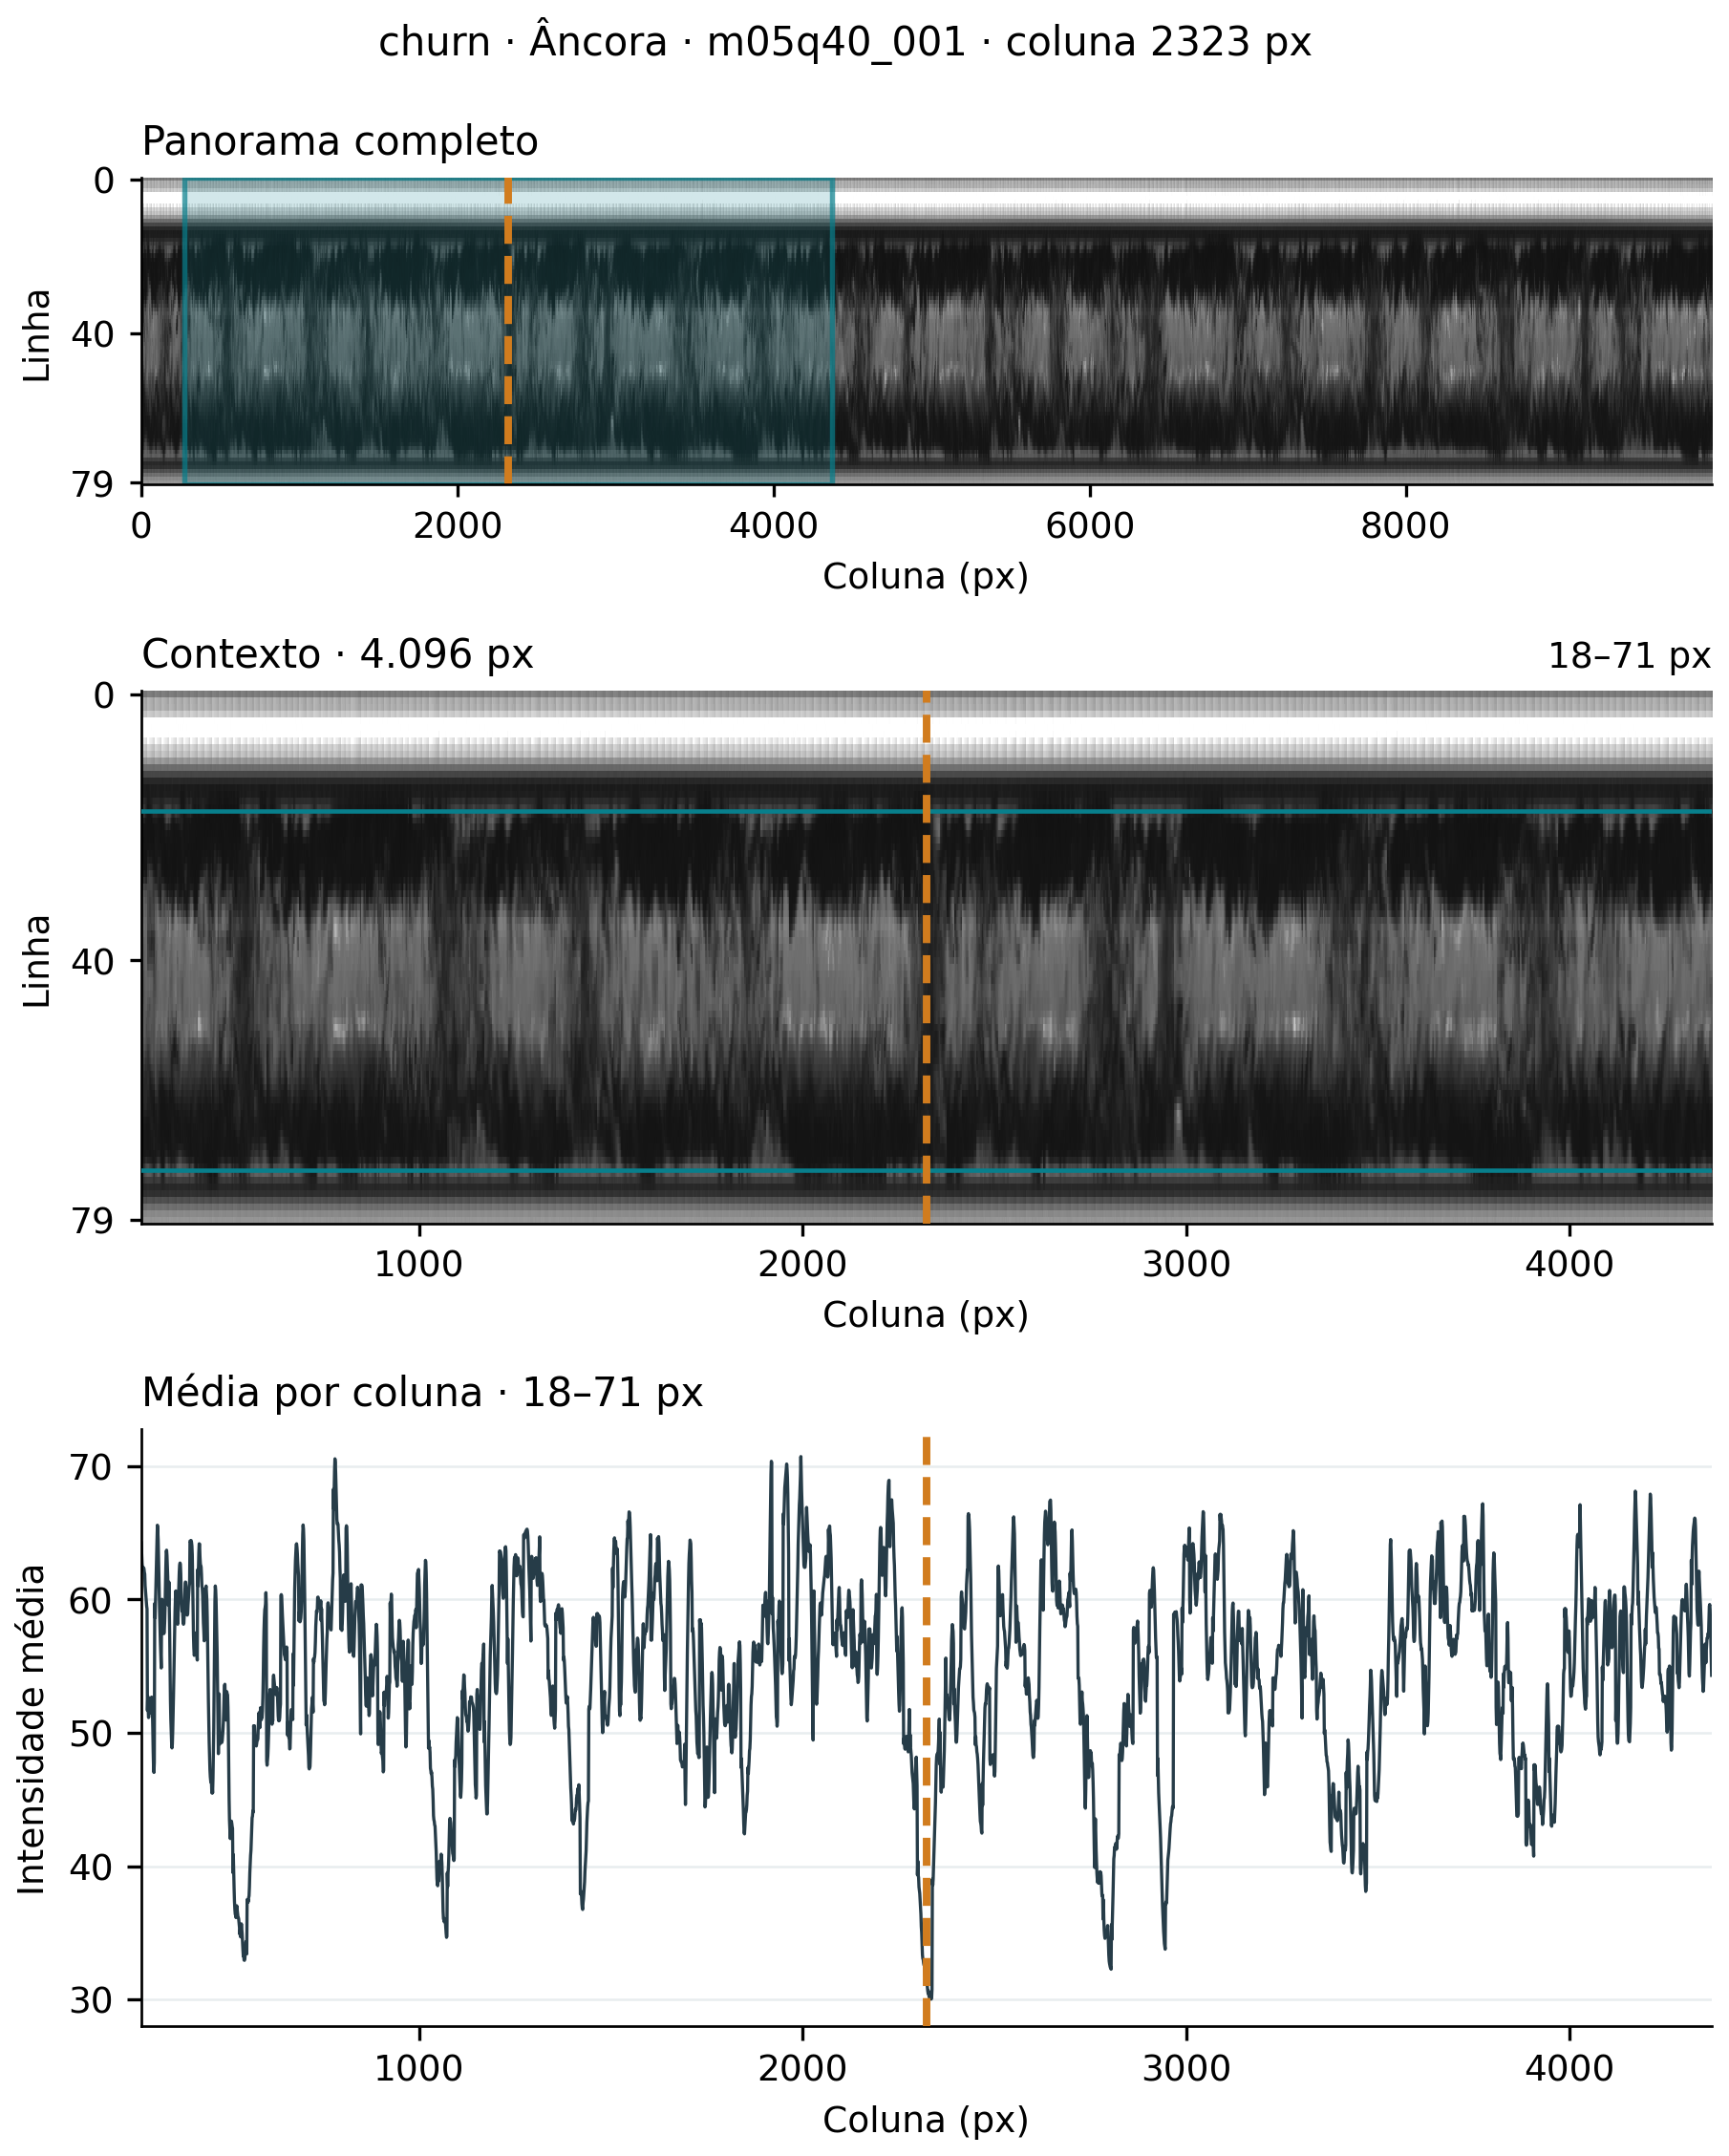 churn · Âncora · m05q40_001 · coluna 2323 px
Panorama completo
0
40
79
Linha
0 2000 4000 6000 8000
Coluna (px)
Contexto · 4.096 px 18–71 px
0
40
79
Linha
1000 2000 3000 4000
Coluna (px)
Média por coluna · 18–71 px
70
60
50
40
30
Intensidade média
1000 2000 3000 4000
Coluna (px)